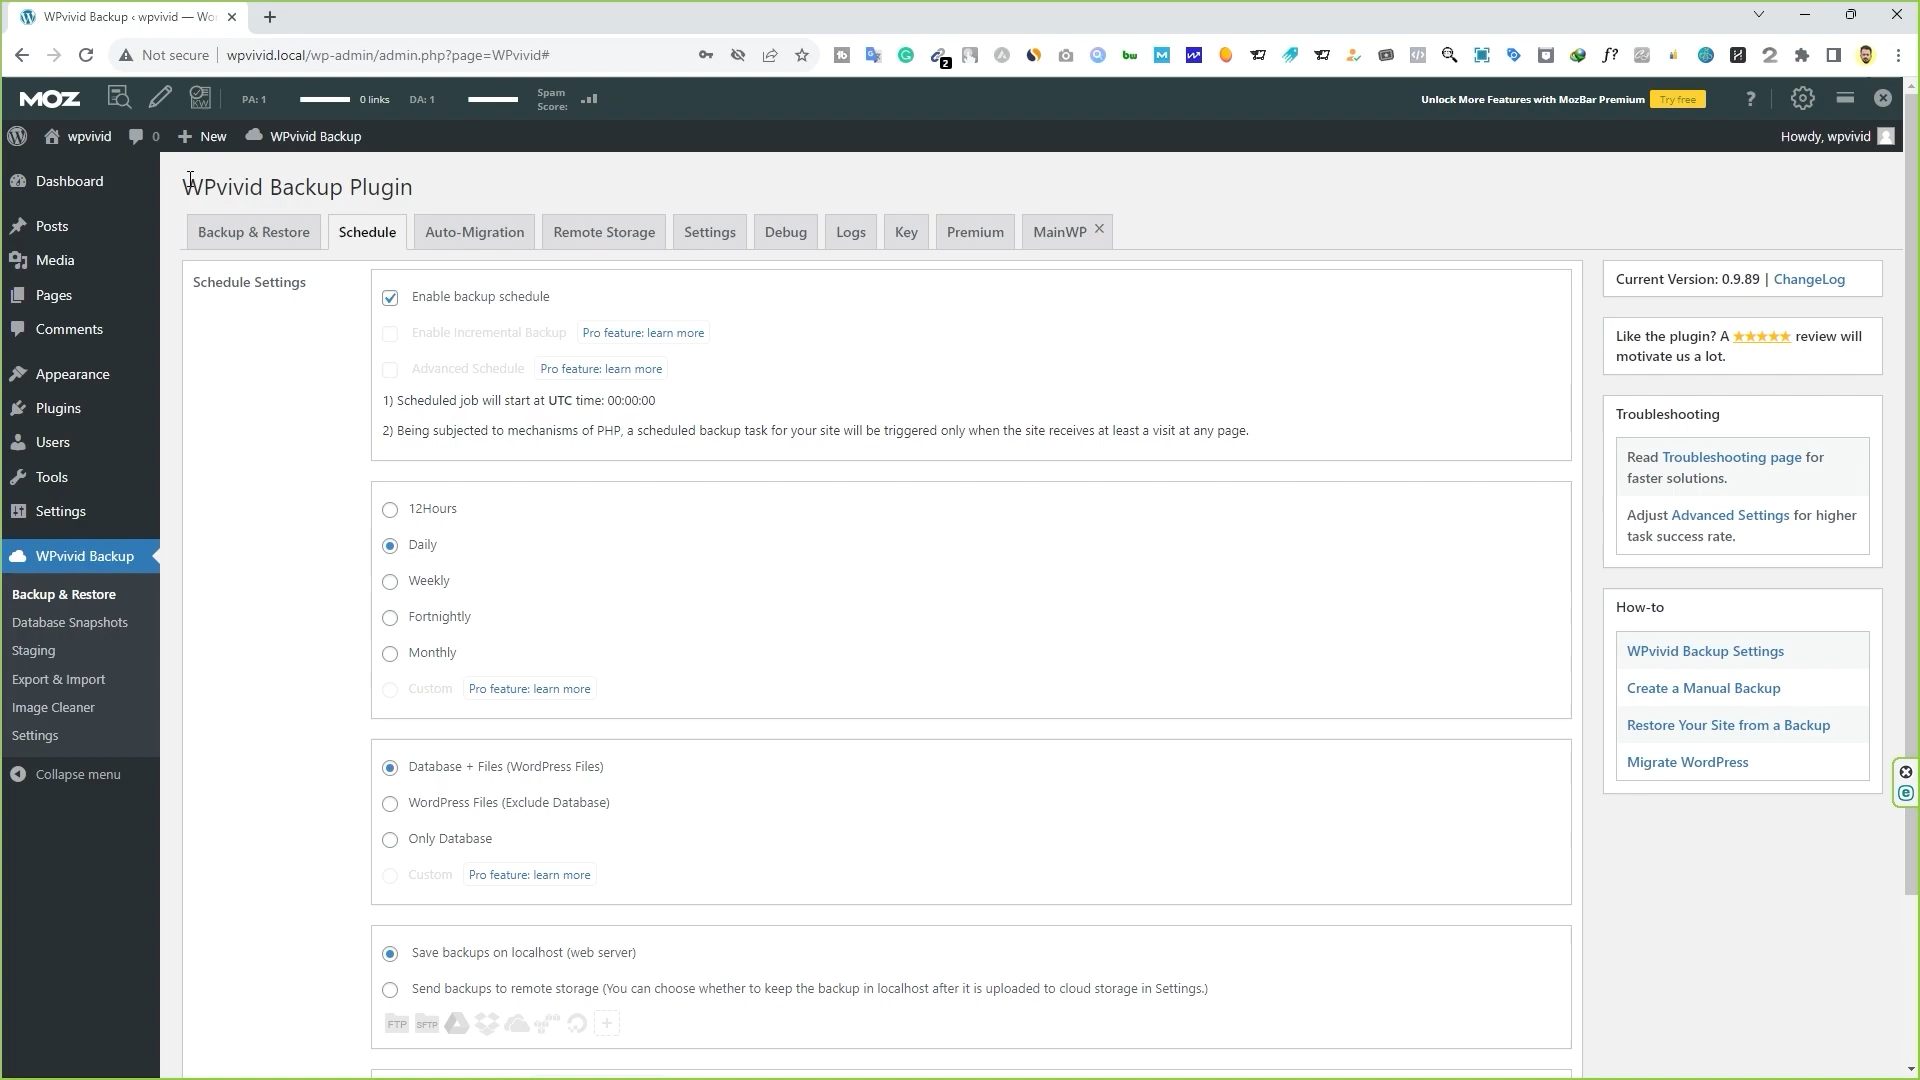 WPvivid Backup ‹ wpvivid — Wor
Not secure
wpvivid.local/wp-admin/admin.php?page=WPvivid#
2
bw
M
f?
MOZ
KW
PA: 1
0 links
DA: 1
Spam
Score:
Unlock More Features with MozBar Premium
Try free
?
wpvivid
0
New
WPvivid Backup
Howdy, wpvivid
Dashboard
Posts
Media
Pages
Comments
Appearance
Plugins
Users
Tools
Settings
WPvivid Backup
Backup & Restore
Database Snapshots
Staging
Export & Import
Image Cleaner
Settings
Collapse menu
WPvivid Backup Plugin
Backup & Restore
Schedule
Auto-Migration
Remote Storage
Settings
Debug
Logs
Key
Premium
MainWP
Schedule Settings
Enable backup schedule
Enable Incremental Backup
Pro feature: learn more
Advanced Schedule
Pro feature: learn more
1) Scheduled job will start at UTC time: 00:00:00
2) Being subjected to mechanisms of PHP, a scheduled backup task for your site will be triggered only when the site receives at least a visit at any page.
12Hours
Daily
Weekly
Fortnightly
Monthly
Custom
Pro feature: learn more
Database + Files (WordPress Files)
WordPress Files (Exclude Database)
Only Database
Custom
Pro feature: learn more
Save backups on localhost (web server)
Send backups to remote storage (You can choose whether to keep the backup in localhost after it is uploaded to cloud storage in Settings.)
FTP
SFTP
Current Version: 0.9.89 | ChangeLog
Like the plugin? A ★★★★★ review will
motivate us a lot.
Troubleshooting
Read Troubleshooting page for
faster solutions.
Adjust Advanced Settings for higher
task success rate.
How-to
WPvivid Backup Settings
Create a Manual Backup
Restore Your Site from a Backup
Migrate WordPress